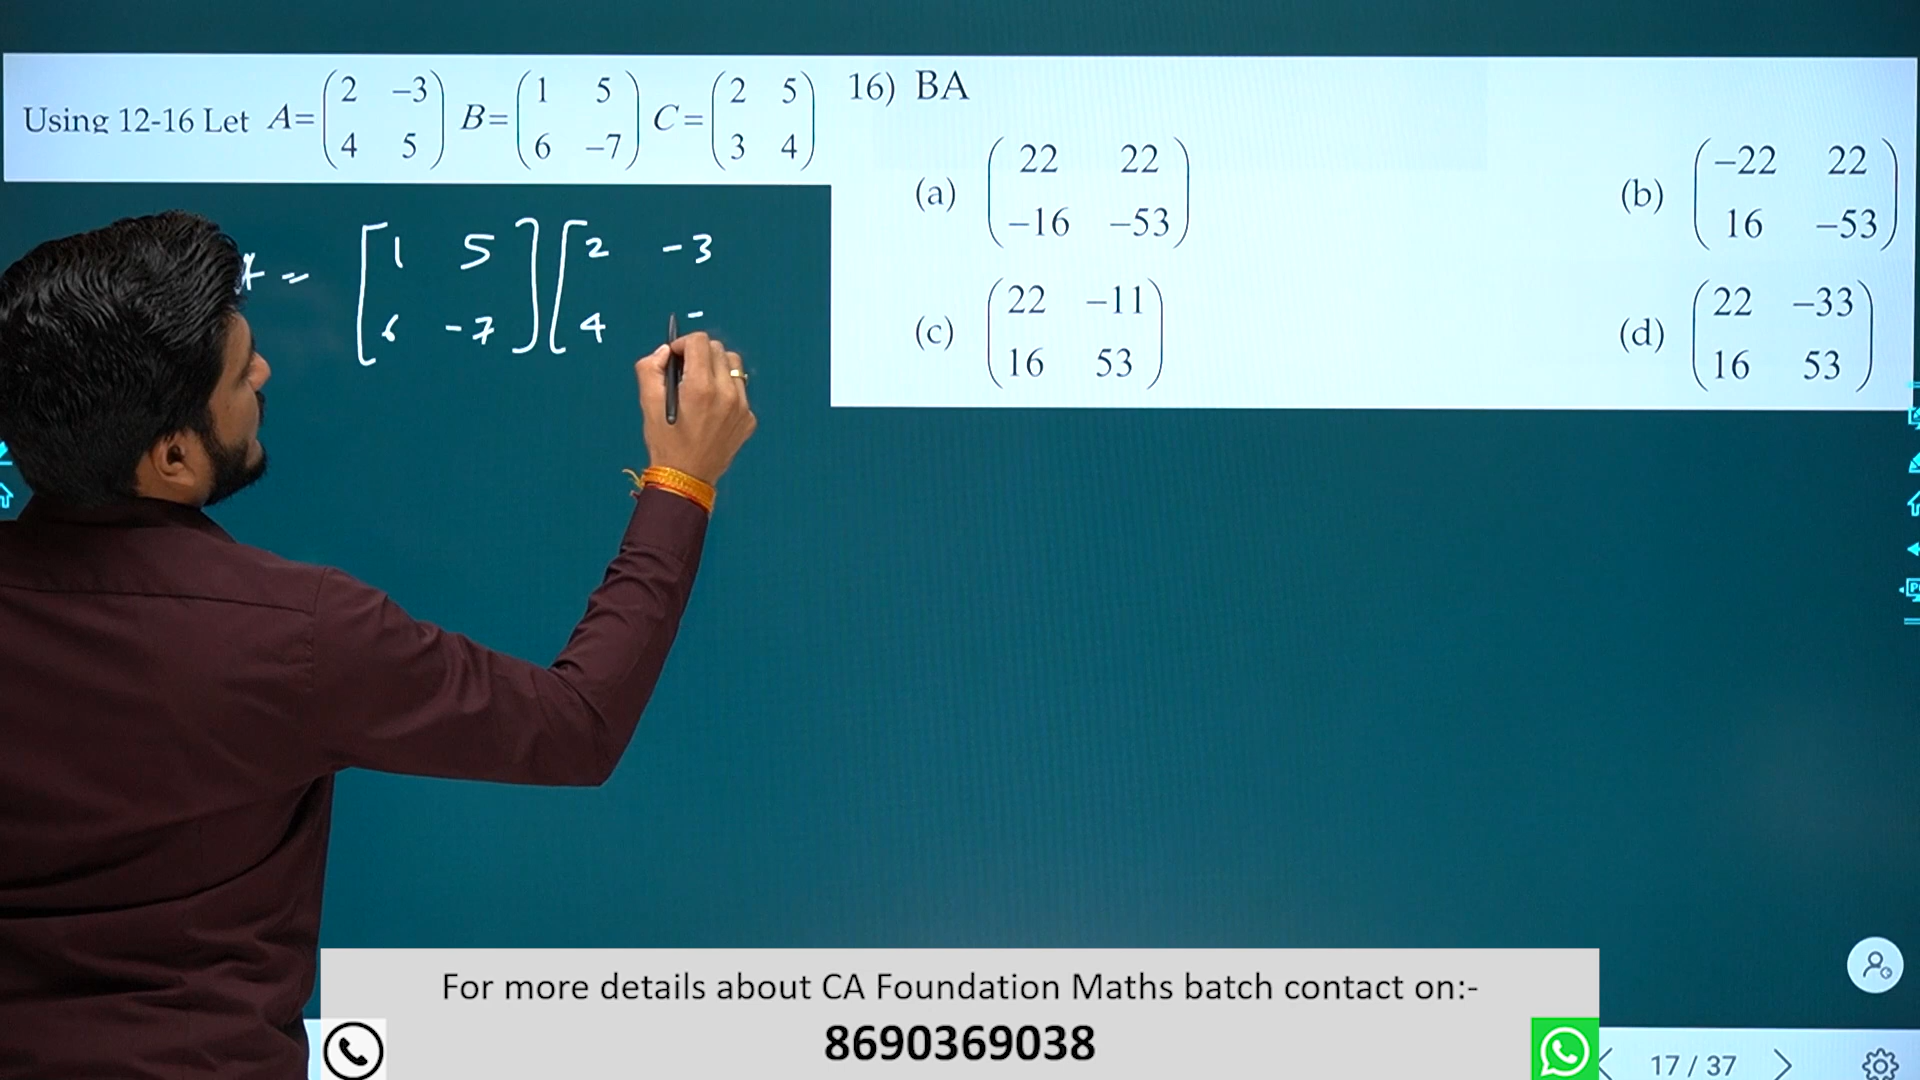 Using 12-16 Let A= (2 −3 B= (1 5 C= (2 5
4 5) 6 −7) 3 4)
16) BA
(a) (22 22
−16 −53)
(b) (−22 22
16 −53)
(c) (22 −11
16 53)
(d) (22 −33
16 53)
= [1 5 [2 -3
6 -7] 4
For more details about CA Foundation Maths batch contact on:-
8690369038
17 / 37